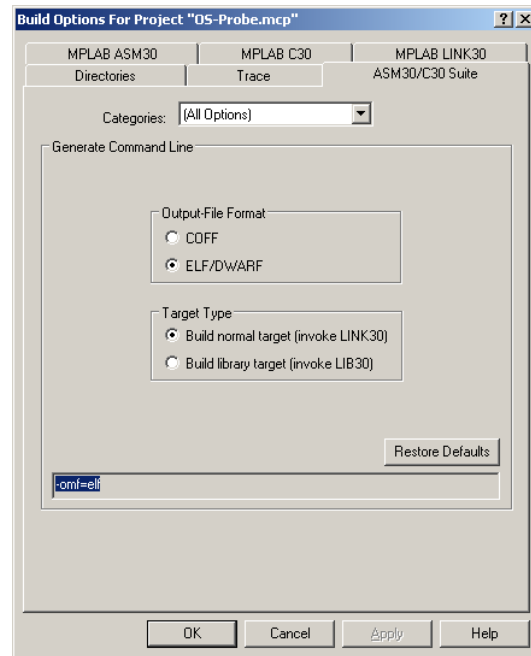 Build Options For Project "OS-Probe.mcp"
MPLAB ASM30 MPLAB C30 MPLAB LINK30
Directories Trace ASM30/C30 Suite
Categories: (All Options)
Generate Command Line
Output-File Format
COFF
ELF/DWARF
Target Type
Build normal target (invoke LINK30)
Build library target (invoke LIB30)
Restore Defaults
-omf=elf
OK Cancel Apply Help